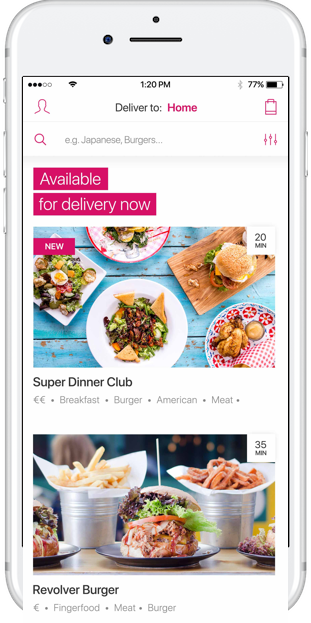 1:20 PM 77%
Deliver to: Home
e.g. Japanese, Burgers...
Available
for delivery now
NEW
20
MIN
Super Dinner Club
€€ • Breakfast • Burger • American • Meat •
35
MIN
Revolver Burger
€ • Fingerfood • Meat • Burger